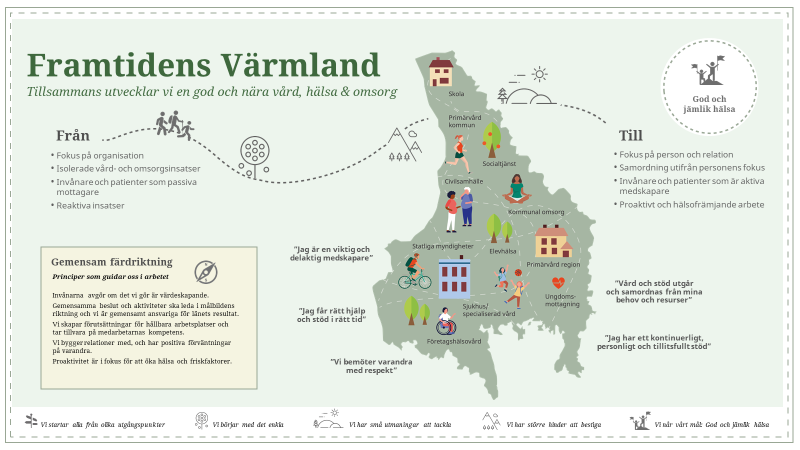 Framtidens Värmland
Tillsammans utvecklar vi en god och nära vård, hälsa & omsorg
Från
• Fokus på organisation
• Isolerade vård- och omsorgsinsatser
• Invånare och patienter som passiva
mottagare
• Reaktiva insatser
Gemensam färdriktning
Principer som guidar oss i arbetet
Invånarna avgör om det vi gör är värdeskapande.
Gemensamma beslut och aktiviteter ska leda i målbildens
riktning och vi är gemensamt ansvariga för länets resultat.
Vi skapar förutsättningar för hållbara arbetsplatser och
tar tillvara på medarbetarnas kompetens.
Vi bygger relationer med, och har positiva förväntningar
på varandra.
Proaktivitet är i fokus för att öka hälsa och friskfaktorer.
"Jag är en viktig och
delaktig medskapare"
"Jag får rätt hjälp
och stöd i rätt tid"
"Vi bemöter varandra
med respekt"
Skola
Primärvård
kommun
Socialtjänst
Civilsamhälle
Kommunal omsorg
Statliga myndigheter
Elevhälsa
Primärvård region
Ungdoms-
mottagning
Sjukhus/
specialiserad vård
Företagshälsovård
God och
jämlik hälsa
Till
• Fokus på person och relation
• Samordning utifrån personens fokus
• Invånare och patienter som är aktiva
medskapare
• Proaktivt och hälsofrämjande arbete
"Vård och stöd utgår
och samordnas från mina
behov och resurser"
"Jag har ett kontinuerligt,
personligt och tillitsfullt stöd"
Vi startar alla från olika utgångspunkter
Vi börjar med det enkla
Vi har små utmaningar att tackla
Vi har större hinder att bestiga
Vi når vårt mål: God och jämlik hälsa